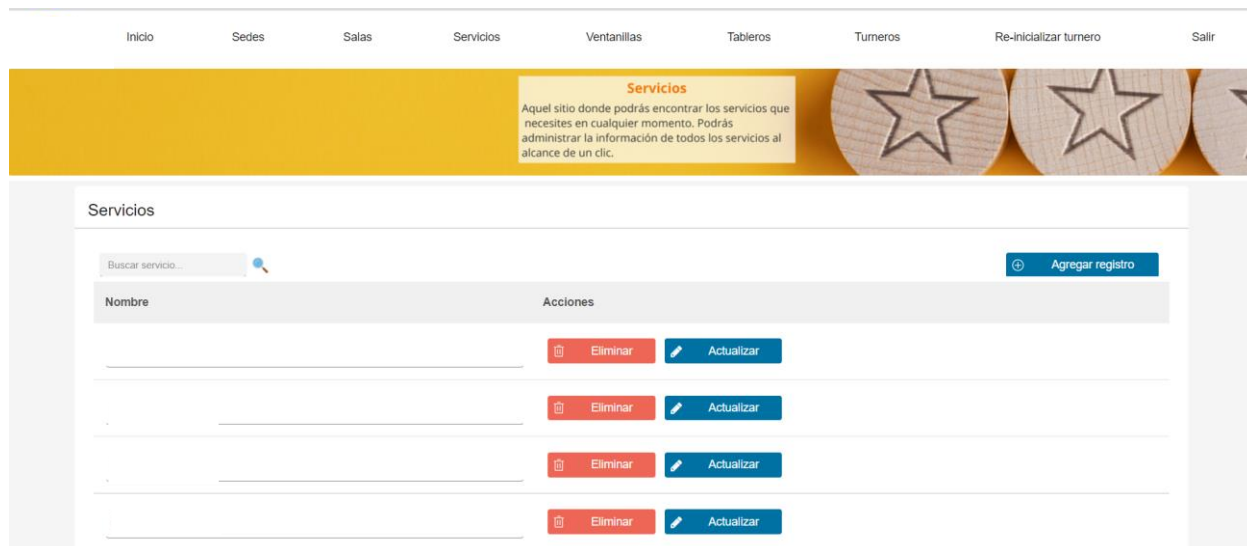 Inicio Sedes Salas Servicios Ventanillas Tableros Turneros Re-inicializar turnero Salir
Servicios
Aquel sitio donde podrás encontrar los servicios que
necesites en cualquier momento. Podrás
administrar la información de todos los servicios al
alcance de un clic.
Servicios
Buscar servicio... Agregar registro
Nombre Acciones
Eliminar Actualizar
Eliminar Actualizar
Eliminar Actualizar
Eliminar Actualizar